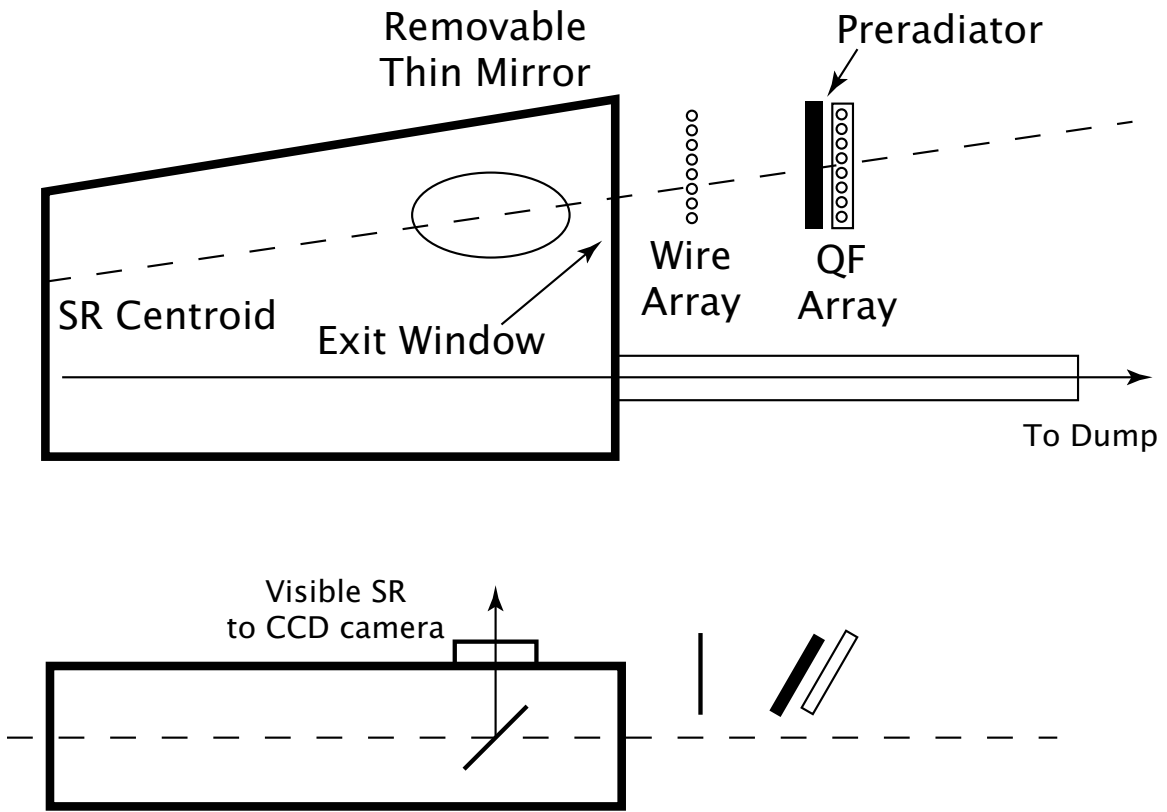 Removable
Thin Mirror
Preradiator
Wire
Array
QF
Array
SR Centroid
Exit Window
To Dump
Visible SR
to CCD camera